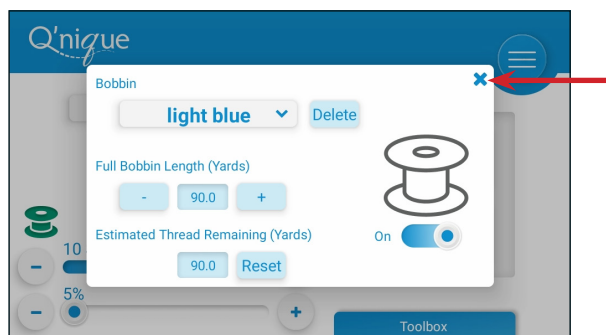 Q'nique
Bobbin
light blue
Delete
Full Bobbin Length (Yards)
- 90.0 +
Estimated Thread Remaining (Yards)
On
90.0 Reset
10
-
5%
- +
Toolbox